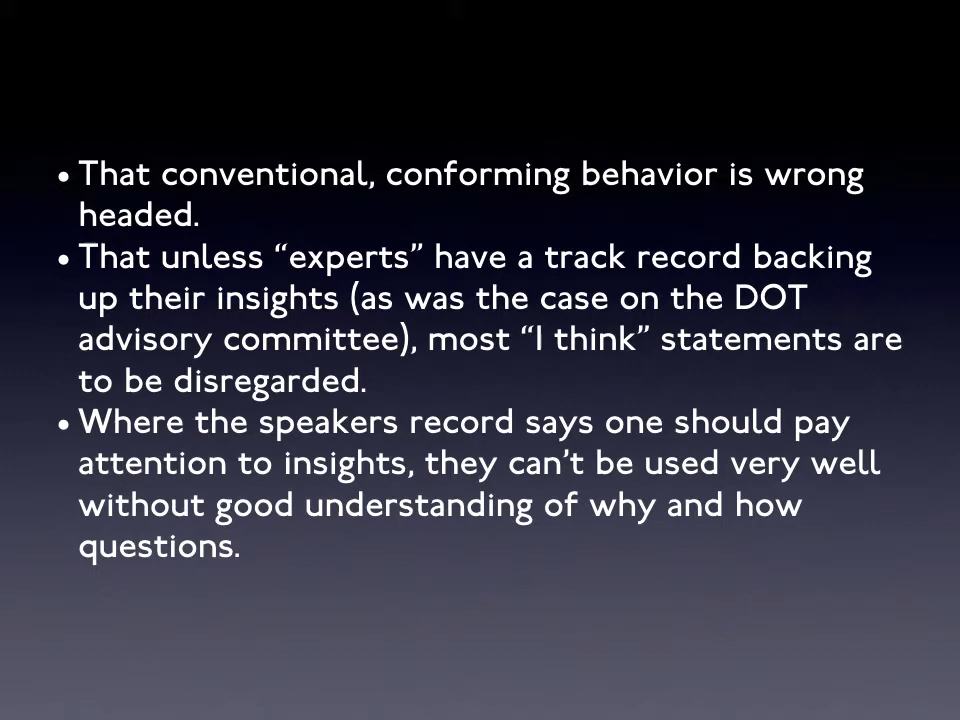 • That conventional, conforming behavior is wrong
headed.
• That unless “experts” have a track record backing
up their insights (as was the case on the DOT
advisory committee), most “I think” statements are
to be disregarded.
• Where the speakers record says one should pay
attention to insights, they can’t be used very well
without good understanding of why and how
questions.